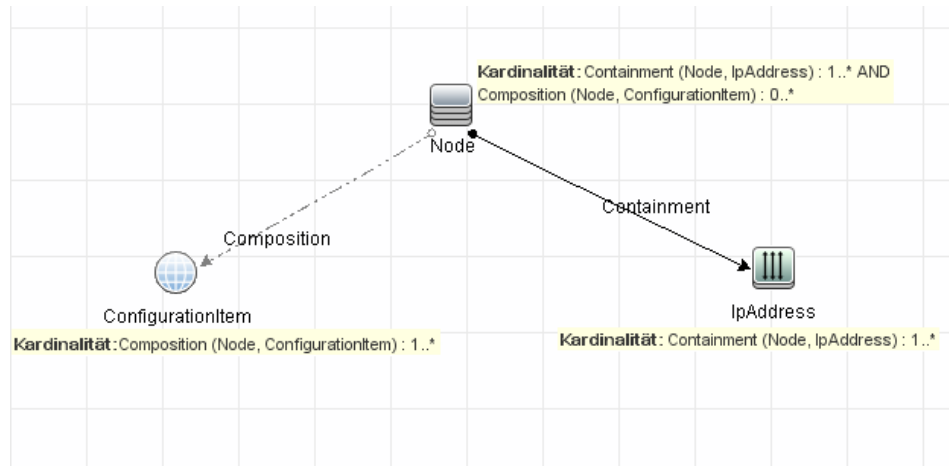 Kardinalität: Containment (Node, IpAddress) : 1..* AND
Composition (Node, ConfigurationItem) : 0..*
Node
Containment
Composition
ConfigurationItem
IpAddress
Kardinalität:Composition (Node, ConfigurationItem) : 1..*
Kardinalität: Containment (Node, IpAddress) : 1..*